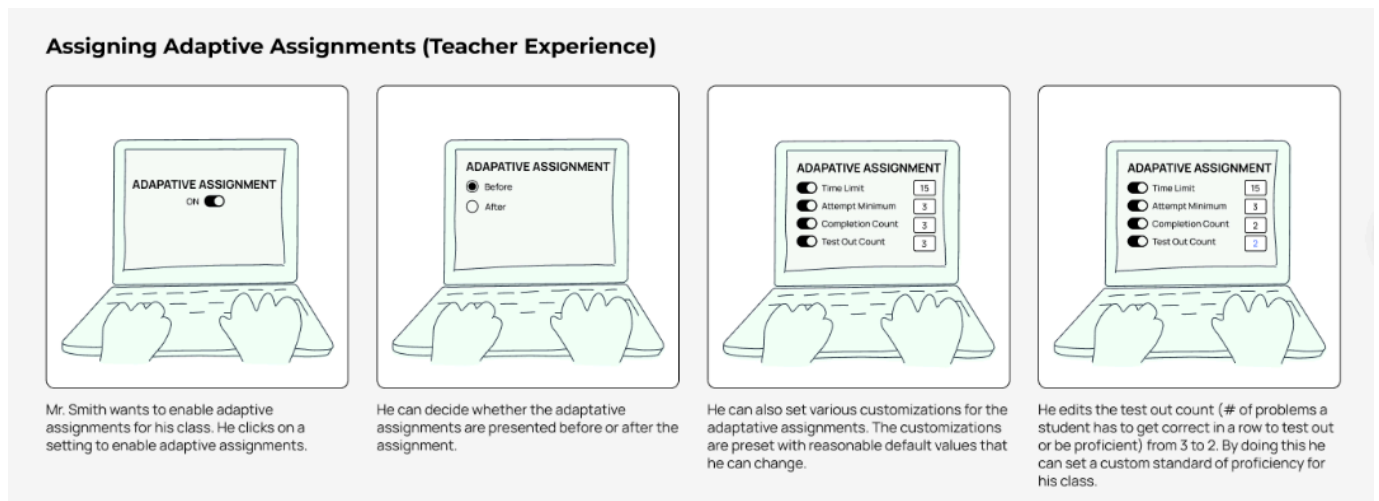 Assigning Adaptive Assignments (Teacher Experience)
ADAPATIVE ASSIGNMENT
ON
Mr. Smith wants to enable adaptive
assignments for his class. He clicks on a
setting to enable adaptive assignments.
ADAPATIVE ASSIGNMENT
Before
After
He can decide whether the adaptative
assignments are presented before or after the
assignment.
ADAPATIVE ASSIGNMENT
Time Limit 15
Attempt Minimum 3
Completion Count 3
Test Out Count 3
He can also set various customizations for the
adaptative assignments. The customizations
are preset with reasonable default values that
he can change.
ADAPATIVE ASSIGNMENT
Time Limit 15
Attempt Minimum 3
Completion Count 2
Test Out Count 2
He edits the test out count (# of problems a
student has to get correct in a row to test out
or be proficient) from 3 to 2. By doing this he
can set a custom standard of proficiency for
his class.